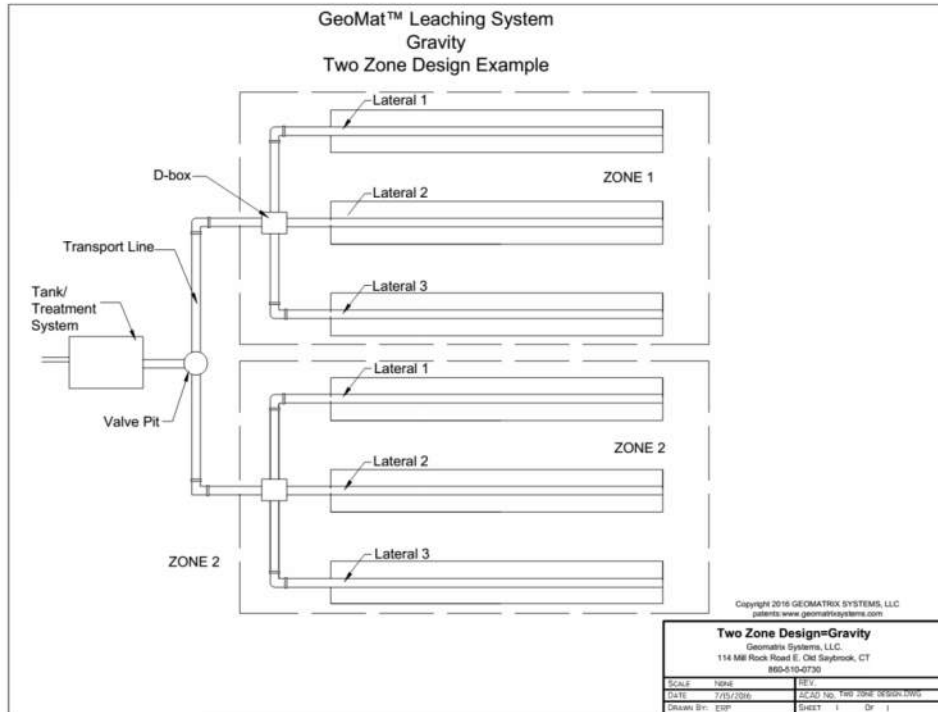 GeoMat™ Leaching System
Gravity
Two Zone Design Example
Lateral 1
ZONE 1
D-box
Lateral 2
Transport Line
Lateral 3
Tank/
Treatment
System
Lateral 1
Valve Pit
ZONE 2
Lateral 2
ZONE 2
Lateral 3
Copyright 2016 GEOMATRIX SYSTEMS, LLC
patents:www.geomatrixsystems.com
Two Zone Design=Gravity
Geomatrix Systems, LLC.
114 Mill Rock Road E. Old Saybrook, CT
860-510-0730
SCALE NONE REV.
DATE 7/15/2016 ACAD NO. TWO ZONE DESIGN.DWG
DRAWN BY: ERP SHEET 1 OF 1